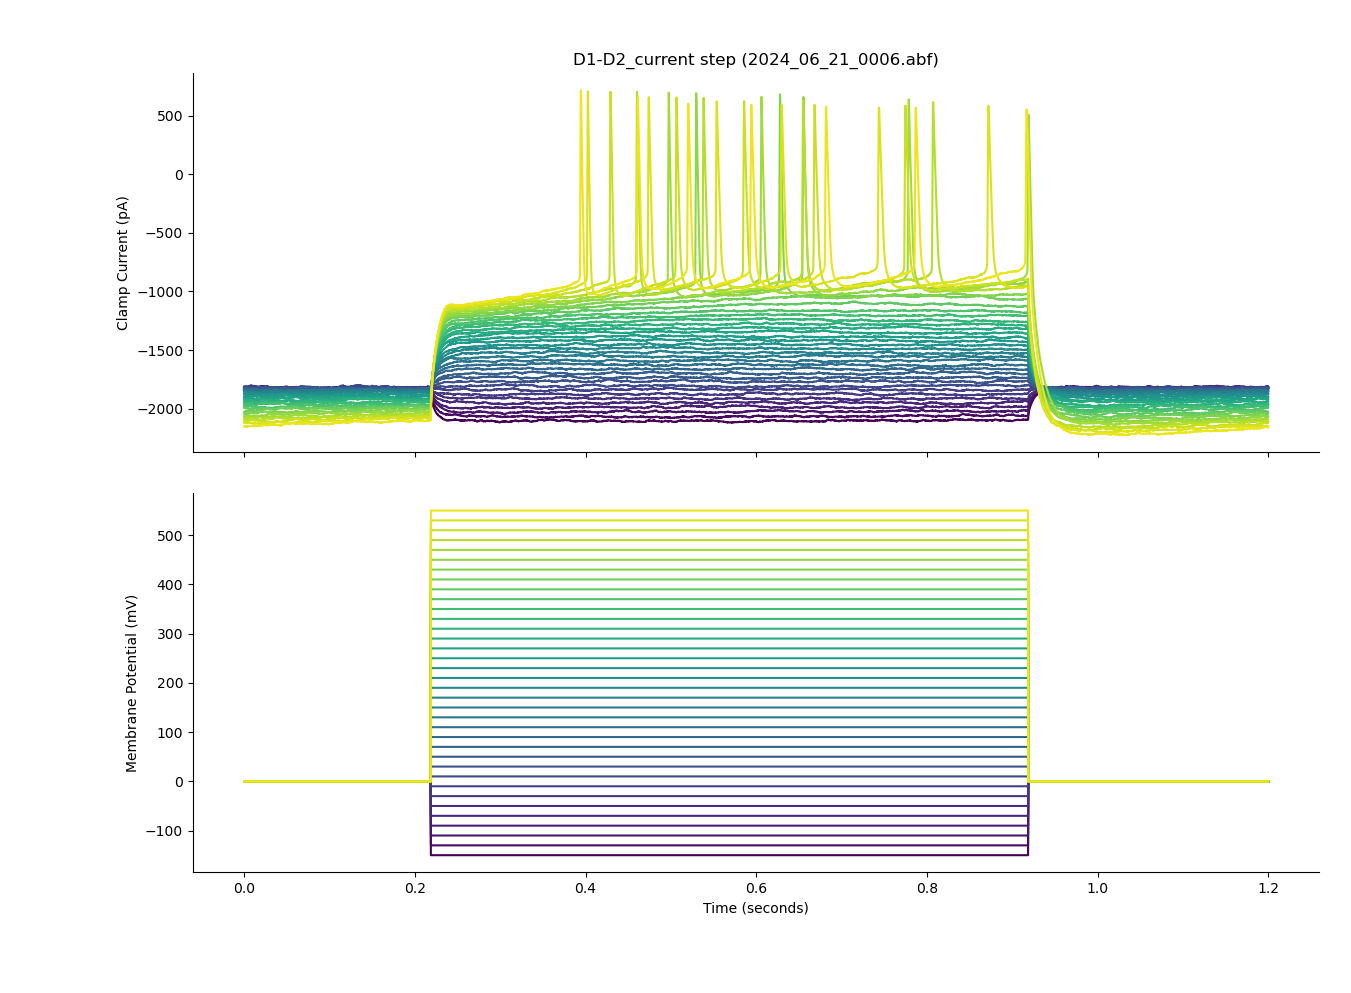 D1-D2_current step (2024_06_21_0006.abf)
Clamp Current (pA)
500
0
−500
−1000
−1500
−2000
Membrane Potential (mV)
500
400
300
200
100
0
−100
0.0 0.2 0.4 0.6 0.8 1.0 1.2
Time (seconds)